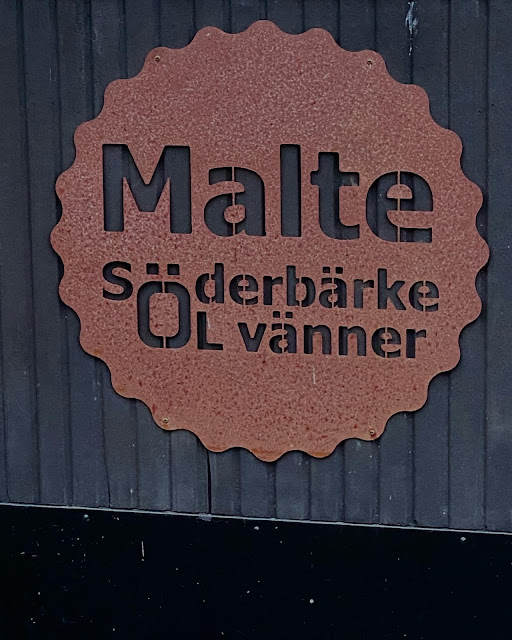 Malte
Söderbärke
ÖL vänner